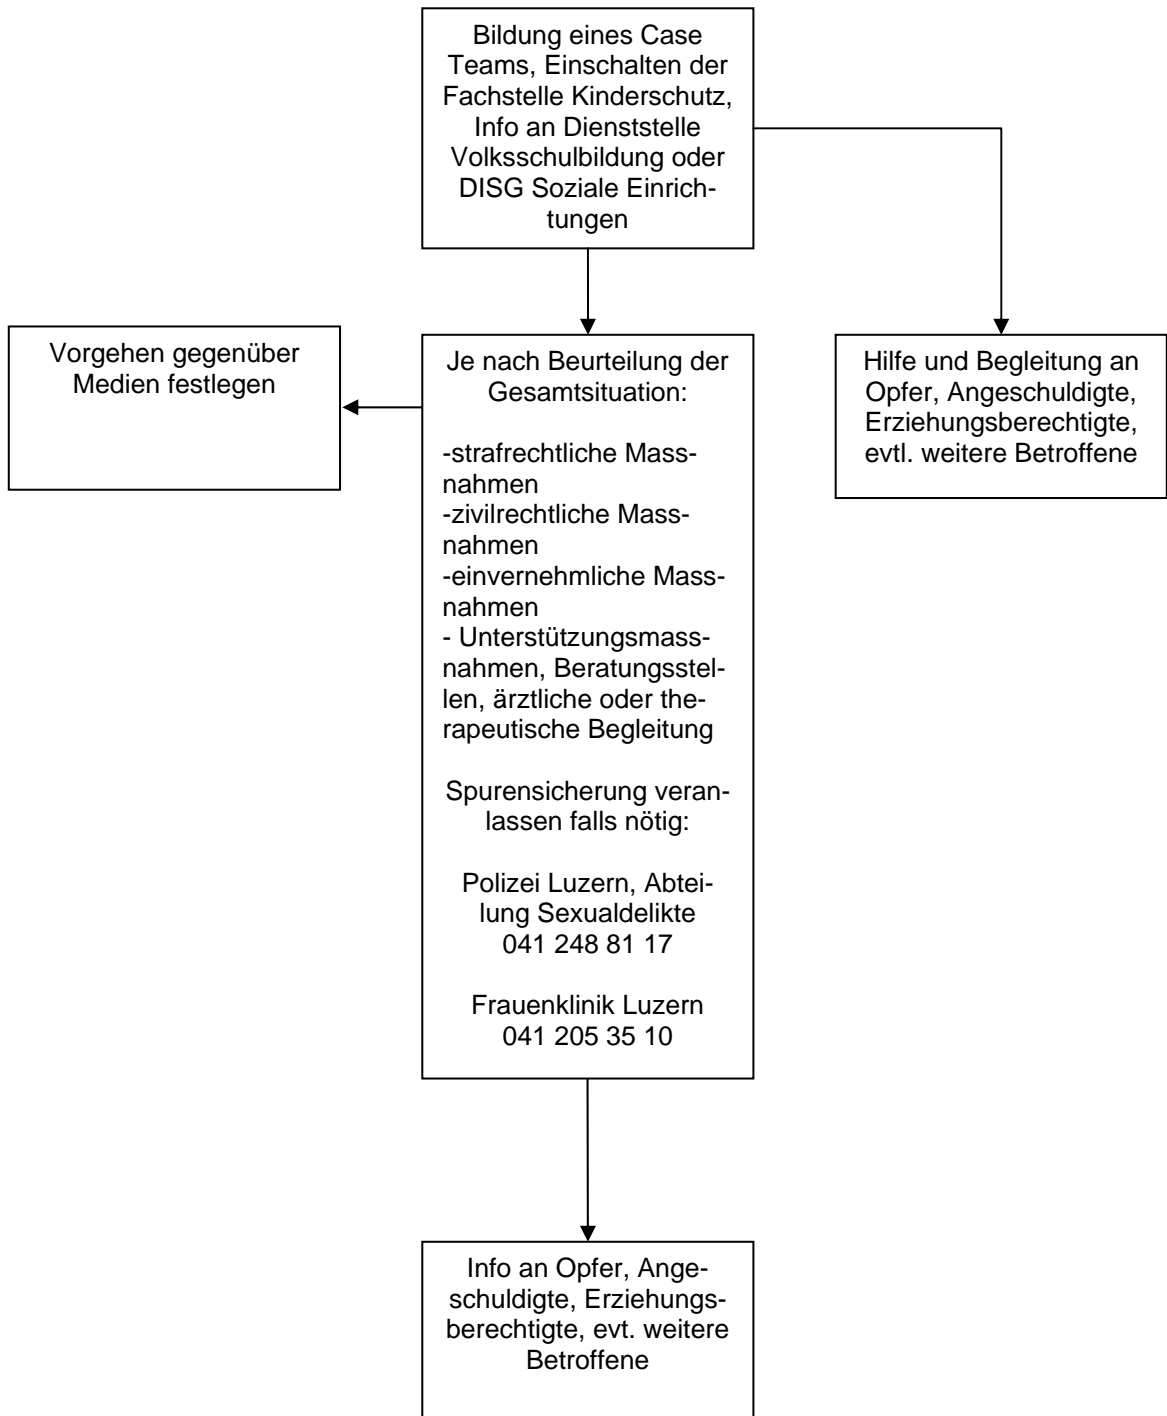 Bildung eines Case
Teams, Einschalten der
Fachstelle Kinderschutz,
Info an Dienststelle
Volksschulbildung oder
DISG Soziale Einrich-
tungen
Vorgehen gegenüber
Medien festlegen
Je nach Beurteilung der
Gesamtsituation:
-strafrechtliche Mass-
nahmen
-zivilrechtliche Mass-
nahmen
-einvernehmliche Mass-
nahmen
- Unterstützungsmass-
nahmen, Beratungsstel-
len, ärztliche oder the-
rapeutische Begleitung
Spurensicherung veran-
lassen falls nötig:
Polizei Luzern, Abtei-
lung Sexualdelikte
041 248 81 17
Frauenklinik Luzern
041 205 35 10
Hilfe und Begleitung an
Opfer, Angeschuldigte,
Erziehungsberechtigte,
evtl. weitere Betroffene
Info an Opfer, Ange-
schuldigte, Erziehungs-
berechtigte, evt. weitere
Betroffene